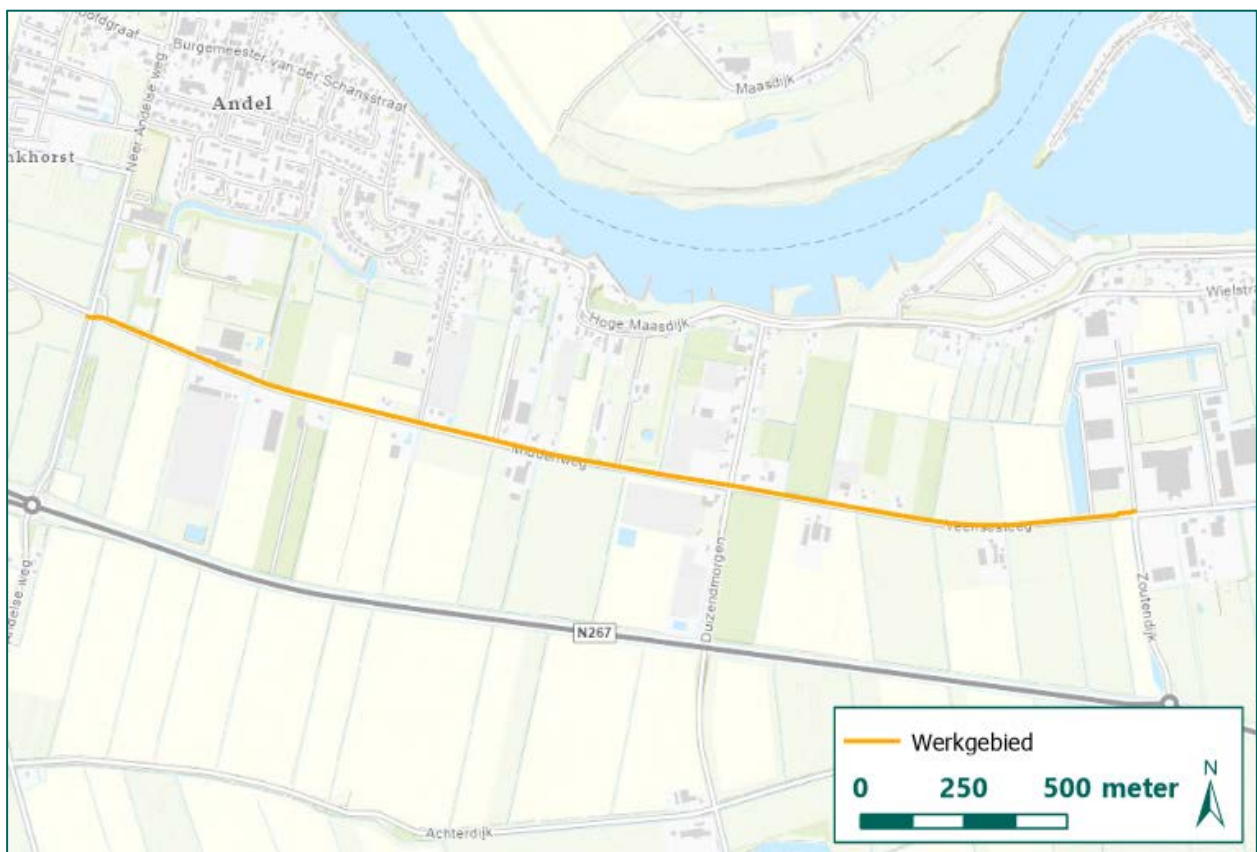 Burgemeester van der Schansstraat
Maasdijk
Andel
Neer Andelse weg
Hoge Maasdijk
Middenweg
Veensesteeg
Duizendmorgen
Zoutendijk
N267
Achterdijk
Werkgebied
0 250 500 meter
N